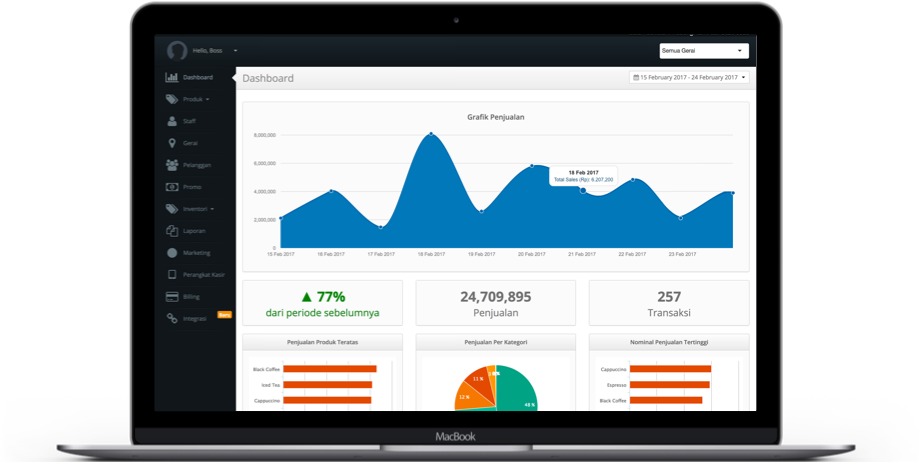 Hello, Boss
Semua Gerai
Dashboard
Dashboard
15 February 2017 - 24 February 2017
Produk
Staff
Gerai
Pelanggan
Promo
Inventori
Laporan
Marketing
Perangkat Kasir
Billing
Integrasi
Baru
Grafik Penjualan
8,000,000
6,000,000
4,000,000
2,000,000
0
18 Feb 2017
Total Sales (Rp): 6,207,200
15 Feb 2017
16 Feb 2017
17 Feb 2017
18 Feb 2017
19 Feb 2017
20 Feb 2017
21 Feb 2017
22 Feb 2017
23 Feb 2017
▲ 77%
dari periode sebelumnya
24,709,895
Penjualan
257
Transaksi
Penjualan Produk Teratas
Black Coffee
Iced Tea
Cappuccino
Penjualan Per Kategori
11 %
12 %
48 %
Nominal Penjualan Tertinggi
Cappuccino
Espresso
Black Coffee
MacBook